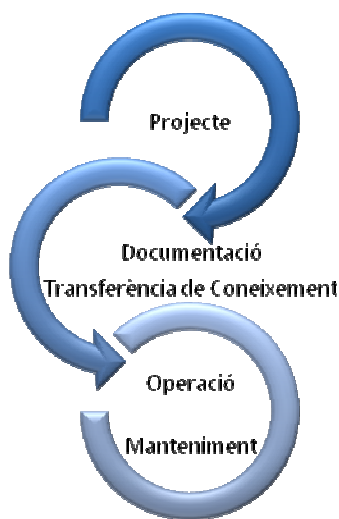 Projecte
Documentació
Transferència de Coneixement
Operació
Manteniment